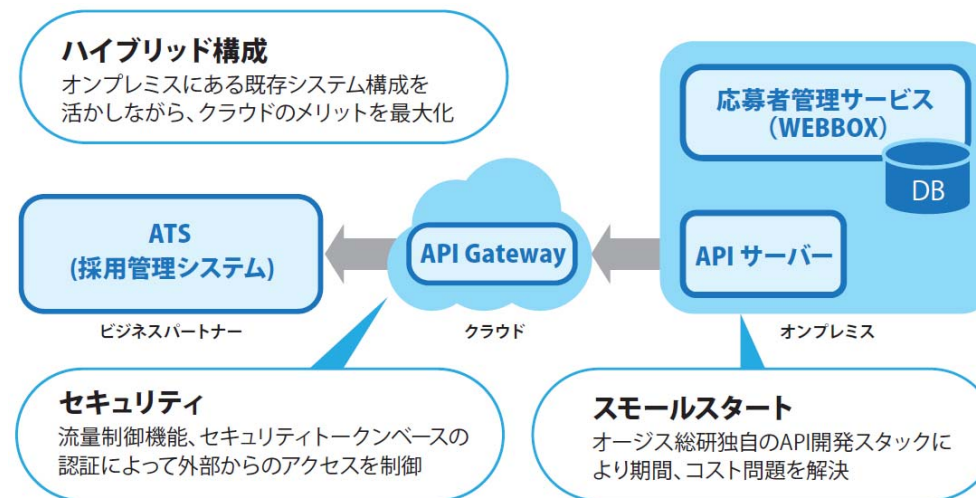 ハイブリッド構成
オンプレミスにある既存システム構成を
活かしながら、クラウドのメリットを最大化
応募者管理サービス
（WEBBOX）
DB
ATS
(採用管理システム)
API Gateway
API サーバー
ビジネスパートナー
クラウド
オンプレミス
セキュリティ
流量制御機能、セキュリティトークンベースの
認証によって外部からのアクセスを制御
スモールスタート
オージス総研独自のAPI開発スタックに
より期間、コスト問題を解決